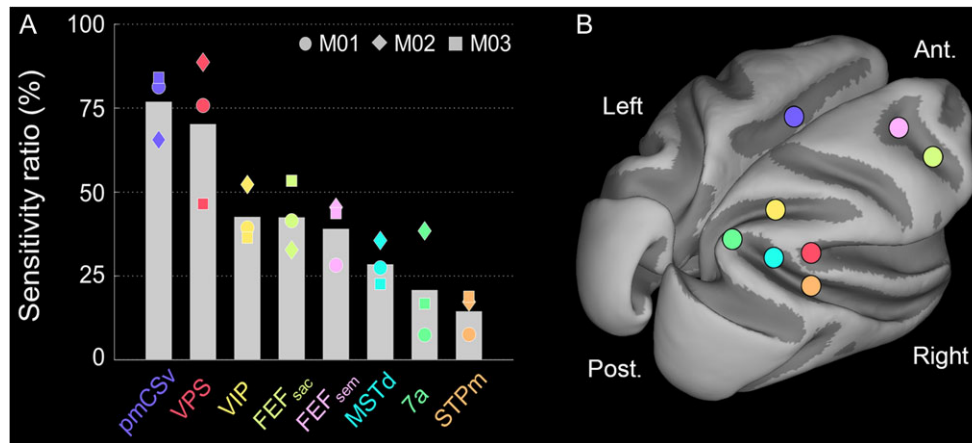 A
Sensitivity ratio (%)
100
75
50
25
0
M01 M02 M03
pmCSv
VPS
VIP
FEF sac
FEF sem
MSTd
7a
STPm
B
Ant.
Left
Post.
Right